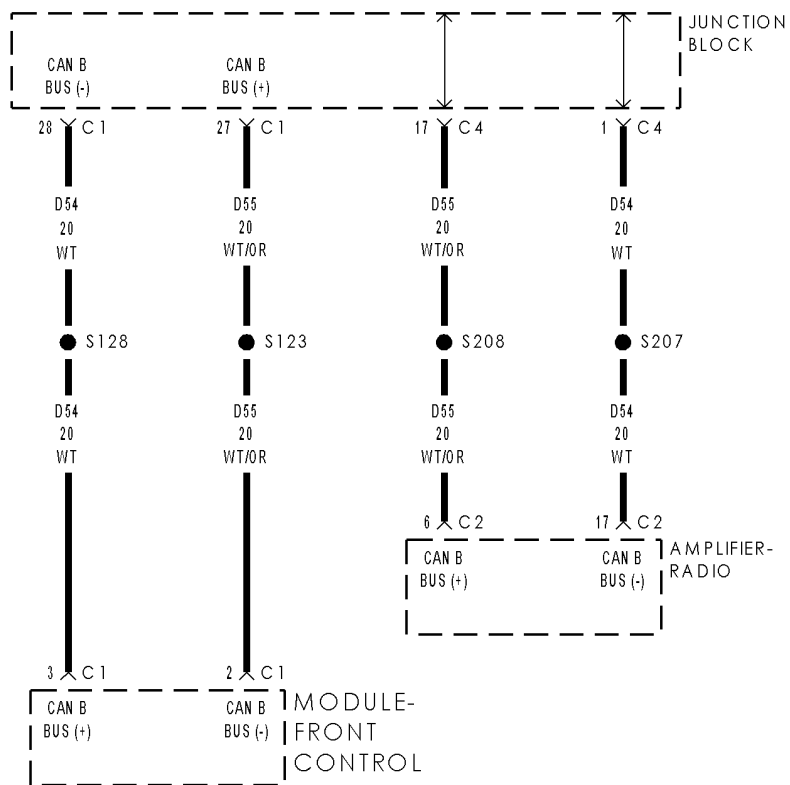 JUNCTION
BLOCK
CAN B
BUS (-)
CAN B
BUS (+)
28 C1
27 C1
17 C4
1 C4
D54
20
WT
D55
20
WT/OR
D55
20
WT/OR
D54
20
WT
S128
S123
S208
S207
D54
20
WT
D55
20
WT/OR
D55
20
WT/OR
D54
20
WT
6 C2
17 C2
CAN B
BUS (+)
CAN B
BUS (-)
AMPLIFIER-
RADIO
3 C1
2 C1
CAN B
BUS (+)
CAN B
BUS (-)
MODULE-
FRONT
CONTROL